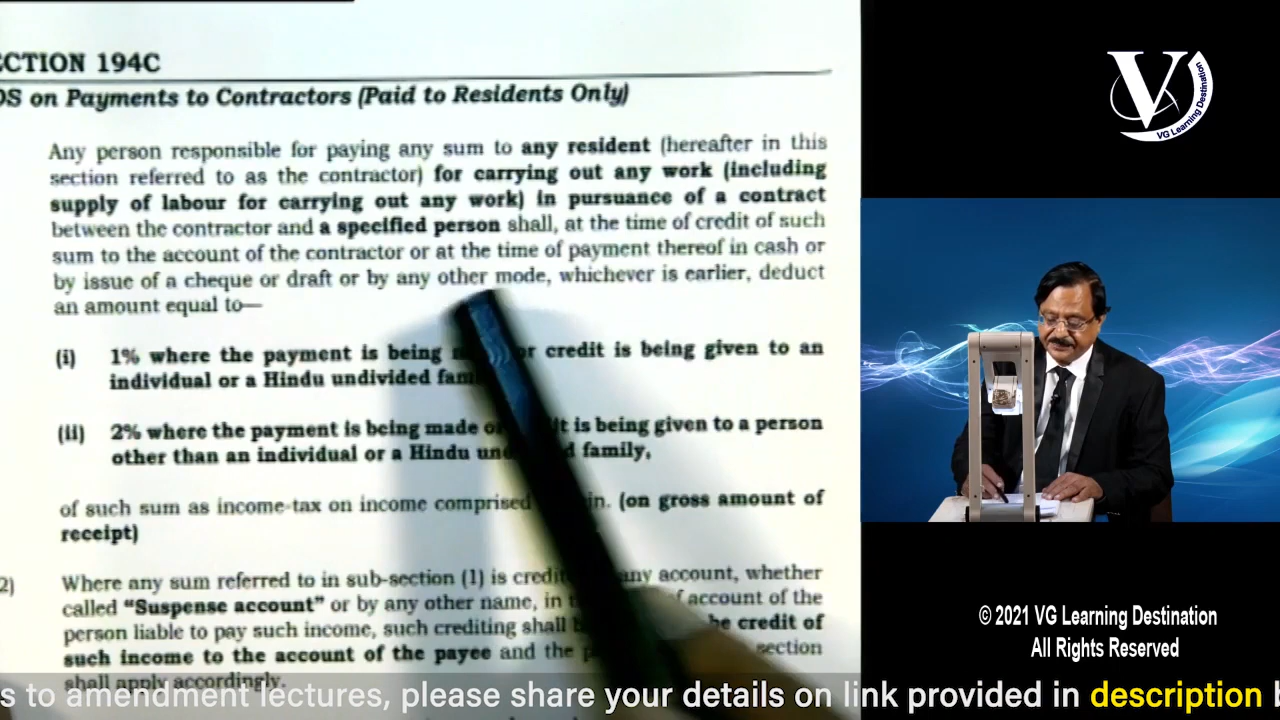 ECTION 194C
OS on Payments to Contractors (Paid to Residents Only)
Any person responsible for paying any sum to any resident (hereafter in this
section referred to as the contractor) for carrying out any work (including
supply of labour for carrying out any work) in pursuance of a contract
between the contractor and a specified person shall, at the time of credit of such
sum to the account of the contractor or at the time of payment thereof in cash or
by issue of a cheque or draft or by any other mode, whichever is earlier, deduct
an amount equal to—
(i) 1% where the payment is being or credit is being given to an
individual or a Hindu undivided
(ii) 2% where the payment is being made is being given to a person
other than an individual or a Hindu family,
of such sum as income-tax on income comprised (on gross amount of
receipt)
2) Where any sum referred to in sub-section (1) is any account, whether
called “Suspense account” or by any other name, in of account of the
person liable to pay such income, such crediting shall credit of
such income to the account of the payee and the section
shall apply accordingly.
V
VG Learning Destination
© 2021 VG Learning Destination
All Rights Reserved
s to amendment lectures, please share your details on link provided in description